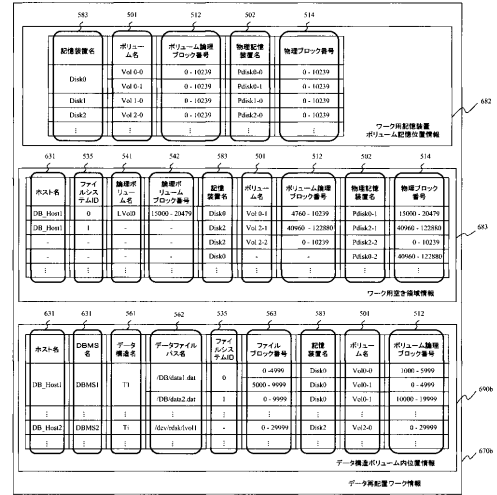 583 501 512 502 514
記憶装置名 ボリューム名 ボリューム論理ブロック番号 物理記憶装置名 物理ブロック番号
Disk0 Vol 0-0 0 - 10239 Pdisk0-0 0 - 10239
Vol 0-1 0 - 10239 Pdisk0-1 0 - 10239
Disk1 Vol 1-0 0 - 10239 Pdisk1-0 0 - 10239
Disk2 Vol 2-0 0 - 10239 Pdisk2-0 0 - 10239
⋮ ⋮ ⋮ ⋮ ⋮
ワーク用記憶装置
ボリューム記憶位置情報
682
631 535 541 542 583 501 512 502 514
ホスト名 ファイルシステムID 論理ボリューム名 論理ボリュームブロック番号 記憶装置名 ボリューム名 ボリューム論理ブロック番号 物理記憶装置名 物理ブロック番号
DB_Host1 0 LVol0 15000 - 20479 Disk0 Vol 0-1 4760 - 10239 Pdisk0-1 15000 - 20479
DB_Host1 1 - - Disk2 Vol 2-1 40960 - 122880 Pdisk2-1 40960 - 122880
- - - - Disk2 Vol 2-2 0 - 10239 Pdisk2-2 0 - 10239
- - - - Disk0 - - Pdisk0-2 40960 - 122880
⋮ ⋮ ⋮ ⋮ ⋮ ⋮ ⋮ ⋮ ⋮
ワーク用空き領域情報
683
631 631 561 562 535 563 583 501 512
ホスト名 DBMS名 データ構造名 データファイルパス名 ファイルシステムID ファイルブロック番号 記憶装置名 ボリューム名 ボリューム論理ブロック番号
DB_Host1 DBMS1 T1 /DB/data1.dat 0 0 -4999 Disk0 Vol0-0 1000 - 5999
5000 - 9999 Disk0 Vol0-1 0 - 4999
/DB/data2.dat 1 0 - 9999 Disk0 Vol0-1 10000 - 19999
⋮ ⋮ ⋮ ⋮ ⋮ ⋮ ⋮ ⋮ ⋮
DB_Host2 DBMS2 Ti /dev/rdsk/lvol1 - 0 - 29999 Disk2 Vol2-0 0 - 29999
⋮ ⋮ ⋮ ⋮ ⋮ ⋮ ⋮ ⋮ ⋮
データ構造ボリューム内位置情報
690b
データ再配置ワーク情報
670b